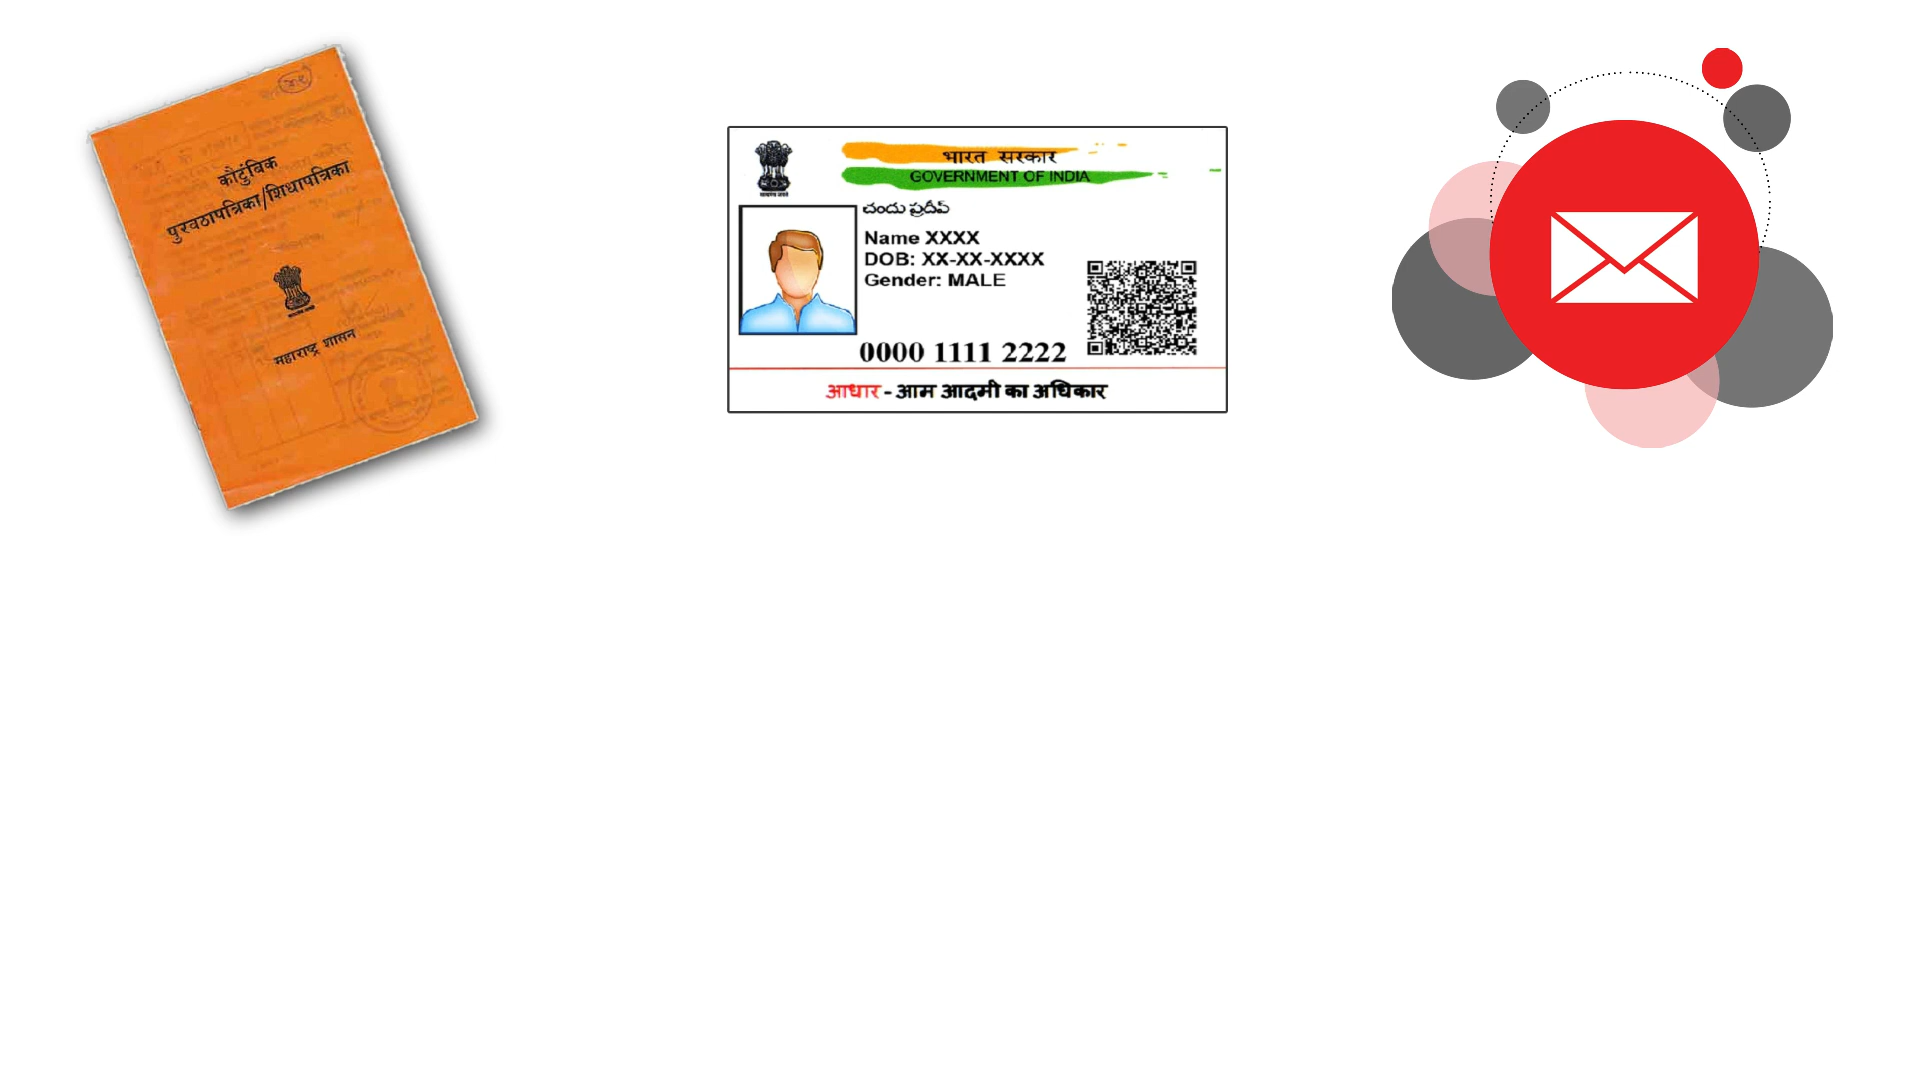 कौटुंबिक
पुरवठापत्रिका/शिधापत्रिका
महाराष्ट्र शासन
भारत सरकार
GOVERNMENT OF INDIA
చందు ప్రదీప్
Name XXXX
DOB: XX-XX-XXXX
Gender: MALE
0000 1111 2222
आधार - आम आदमी का अधिकार